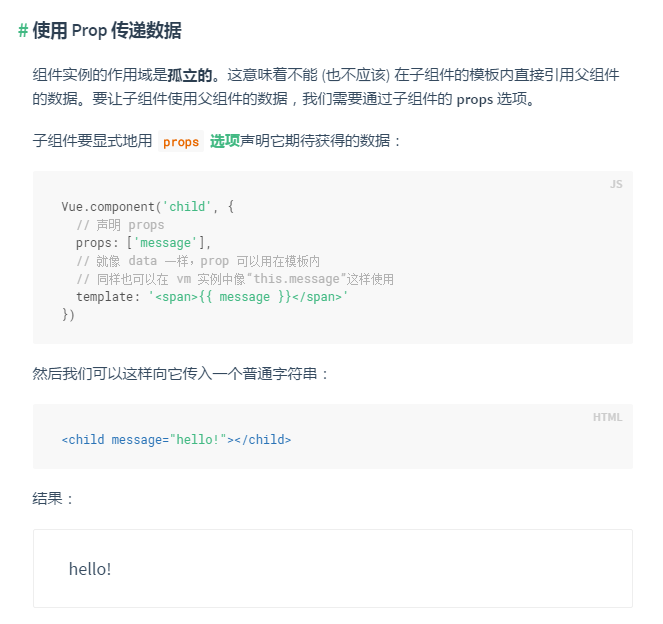 # 使用 Prop 传递数据
组件实例的作用域是孤立的。这意味着不能 (也不应该) 在子组件的模板内直接引用父组件
的数据。要让子组件使用父组件的数据，我们需要通过子组件的 props 选项。
子组件要显式地用 props 选项声明它期待获得的数据：
JS
Vue.component('child', {
  // 声明 props
  props: ['message'],
  // 就像 data 一样，prop 可以用在模板内
  // 同样也可以在 vm 实例中像“this.message”这样使用
  template: '<span>{{ message }}</span>'
})
然后我们可以这样向它传入一个普通字符串：
HTML
<child message="hello!"></child>
结果：
hello!